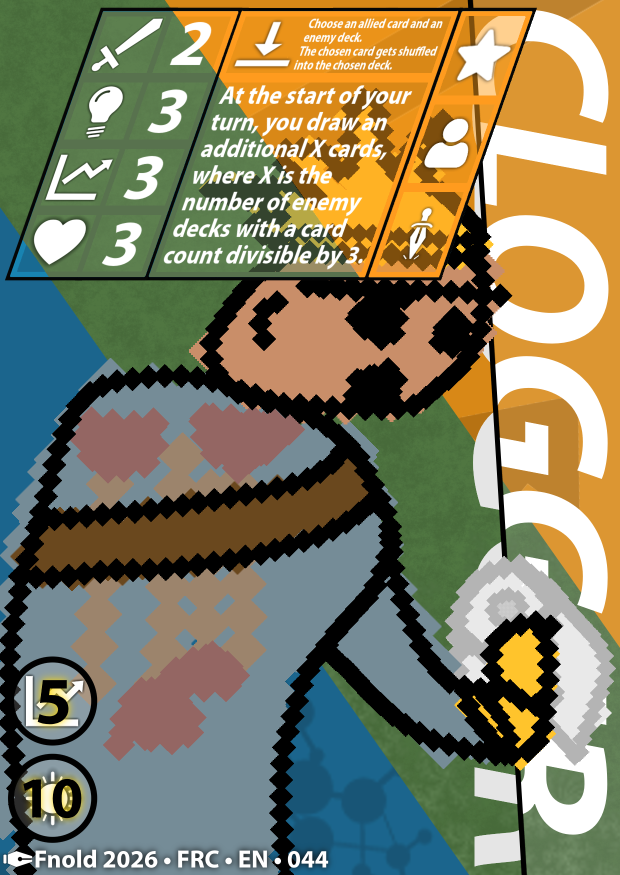 2
3
3
3
Choose an allied card and an
enemy deck.
The chosen card gets shuffled
into the chosen deck.
At the start of your
turn, you draw an
additional X cards,
where X is the
number of enemy
decks with a card
count divisible by 3.
5
10
Fnold 2026 • FRC • EN • 044